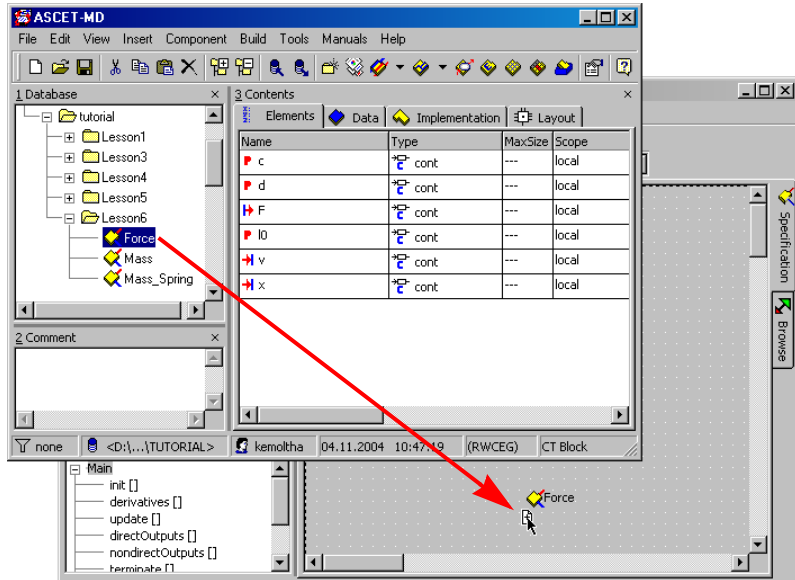 ASCET-MD
File Edit View Insert Component Build Tools Manuals Help
1 Database
tutorial
Lesson1
Lesson3
Lesson4
Lesson5
Lesson6
Force
Mass
Mass_Spring
2 Comment
3 Contents
Elements Data Implementation Layout
Name Type MaxSize Scope
c cont --- local
d cont --- local
F cont --- local
l0 cont --- local
v cont --- local
x cont --- local
none <D:\...\TUTORIAL> kemoltha 04.11.2004 10:47:49 (RWCEG) CT Block
Specification
Browse
Main
init []
derivatives []
update []
directOutputs []
nondirectOutputs []
terminate []
Force